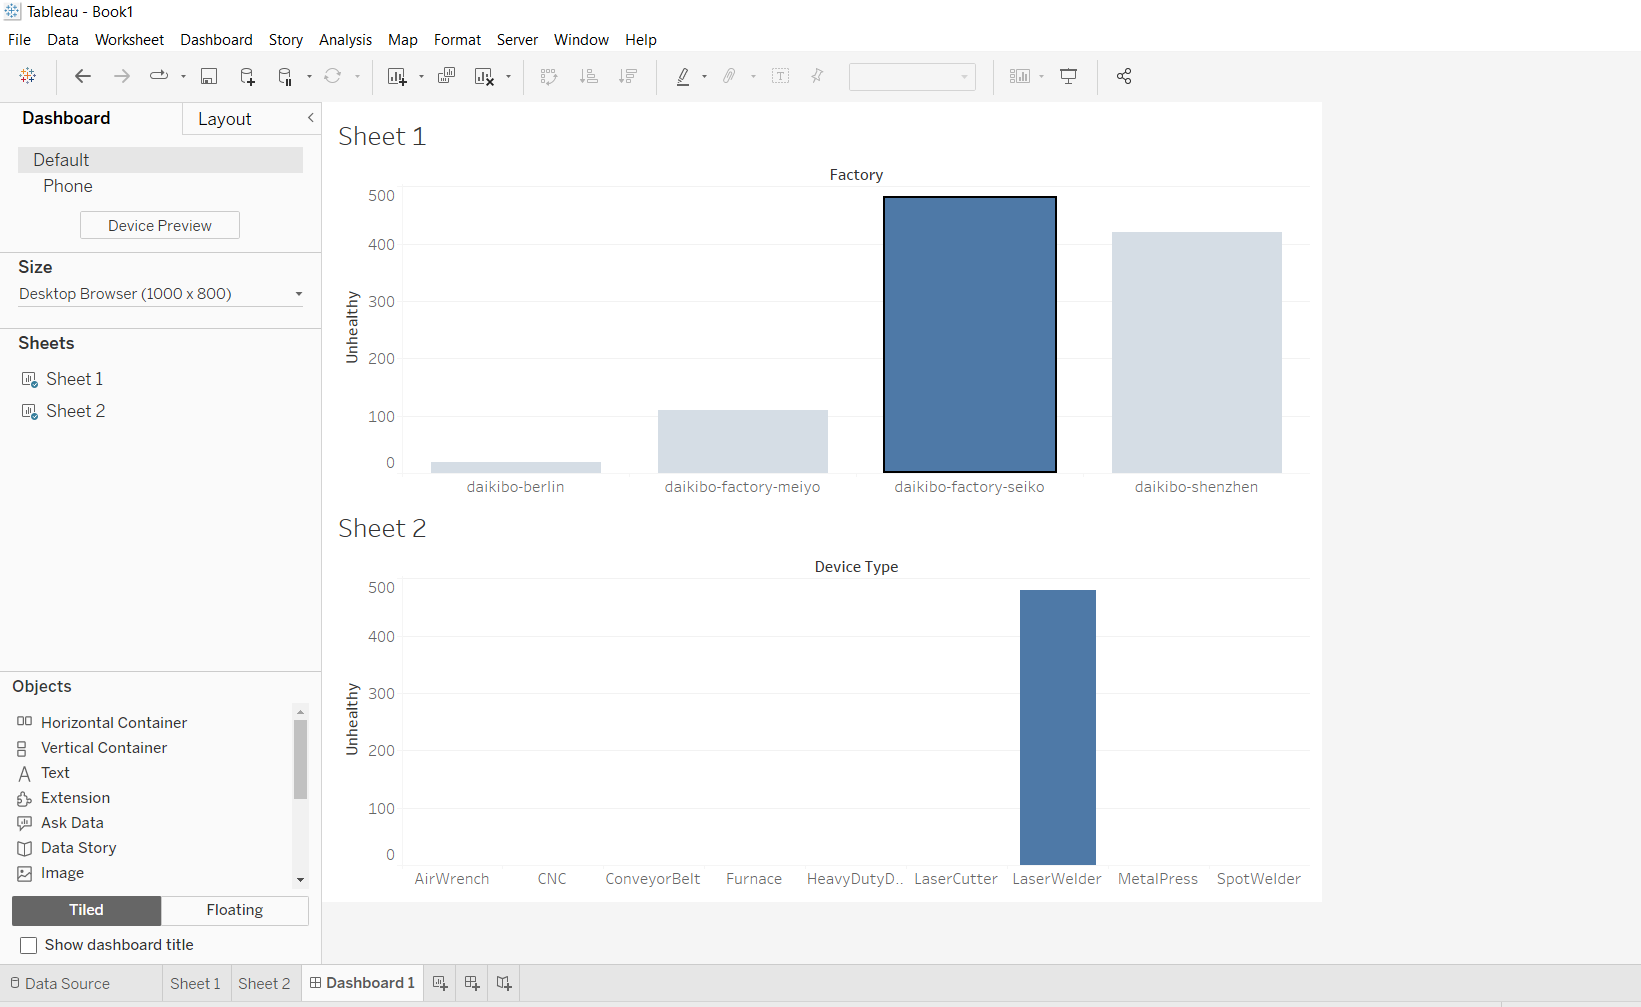 Tableau - Book1
File Data Worksheet Dashboard Story Analysis Map Format Server Window Help
Dashboard Layout
Default
Phone
Device Preview
Size
Desktop Browser (1000 x 800)
Sheets
Sheet 1
Sheet 2
Objects
Horizontal Container
Vertical Container
Text
Extension
Ask Data
Data Story
Image
Tiled Floating
Show dashboard title
Sheet 1
Factory
500
400
300
200
100
0
Unhealthy
daikibo-berlin daikibo-factory-meiyo daikibo-factory-seiko daikibo-shenzhen
Sheet 2
Device Type
500
400
300
200
100
0
Unhealthy
AirWrench CNC ConveyorBelt Furnace HeavyDutyD.. LaserCutter LaserWelder MetalPress SpotWelder
Data Source Sheet 1 Sheet 2 Dashboard 1